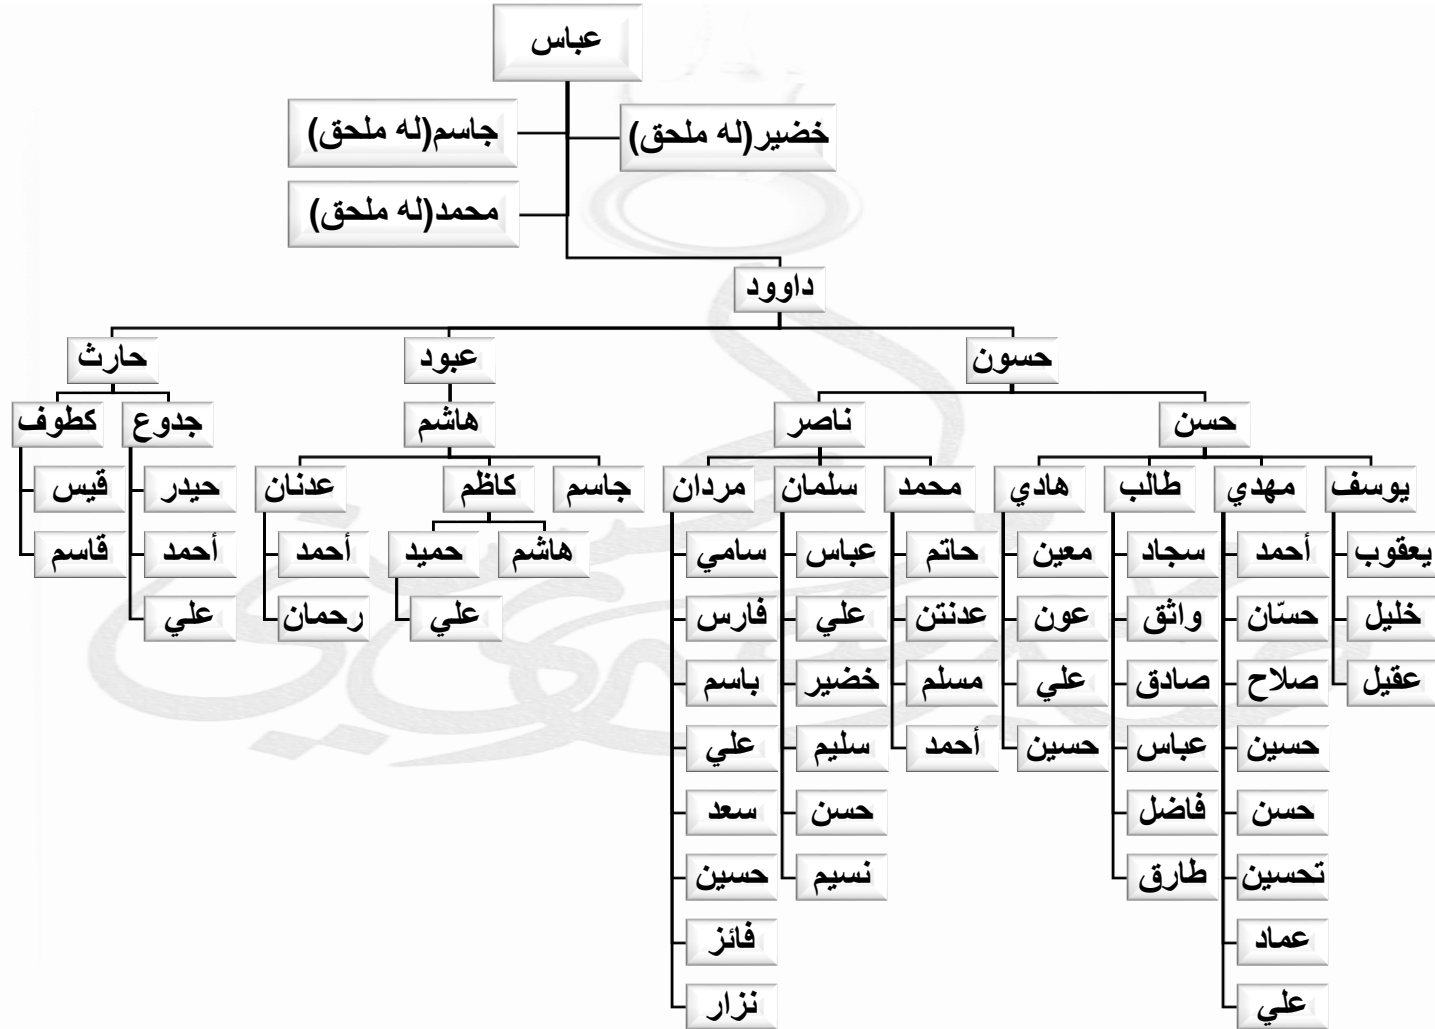 عباس
خضير(له ملحق)
جاسم(له ملحق)
محمد(له ملحق)
داوود
حسون
عبود
حارث
حسن
ناصر
هاشم
جدوع
كطوف
يوسف
مهدي
طالب
هادي
محمد
سلمان
مردان
جاسم
كاظم
عدنان
حيدر
قيس
يعقوب
أحمد
سجاد
معين
حاتم
عباس
سامي
هاشم
حميد
أحمد
أحمد
قاسم
خليل
حسّان
واثق
عون
عدنتن
علي
فارس
علي
رحمان
علي
عقيل
صلاح
صادق
علي
مسلم
خضير
باسم
حسين
عباس
حسين
أحمد
سليم
علي
حسن
فاضل
حسن
سعد
تحسين
طارق
نسيم
حسين
عماد
فائز
علي
نزار